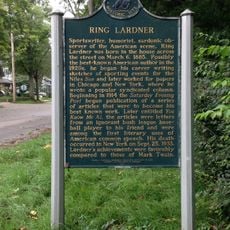 RING LARDNER
Sportswriter, humorist, sardonic
observer of the American scene, Ring
Lardner was born in the house across
the street on March 6, 1885. Possibly
the best-known American author in the
1920s, he began his career writing
sketches of sporting events for the
Niles Sun and later worked for papers
in Chicago and New York, where he
wrote a popular syndicated column.
Beginning in 1914 the Saturday Evening
Post began publication of a series of
articles that were to become his
best known work. Later entitled You
Know Me Al, the articles were letters
from an ignorant bush league base-
ball player to his friend and were
among the first literary uses of
American common speech. His death
occurred in New York on Sept. 25, 1933.
Lardner's achievements were favorably
compared to those of Mark Twain.